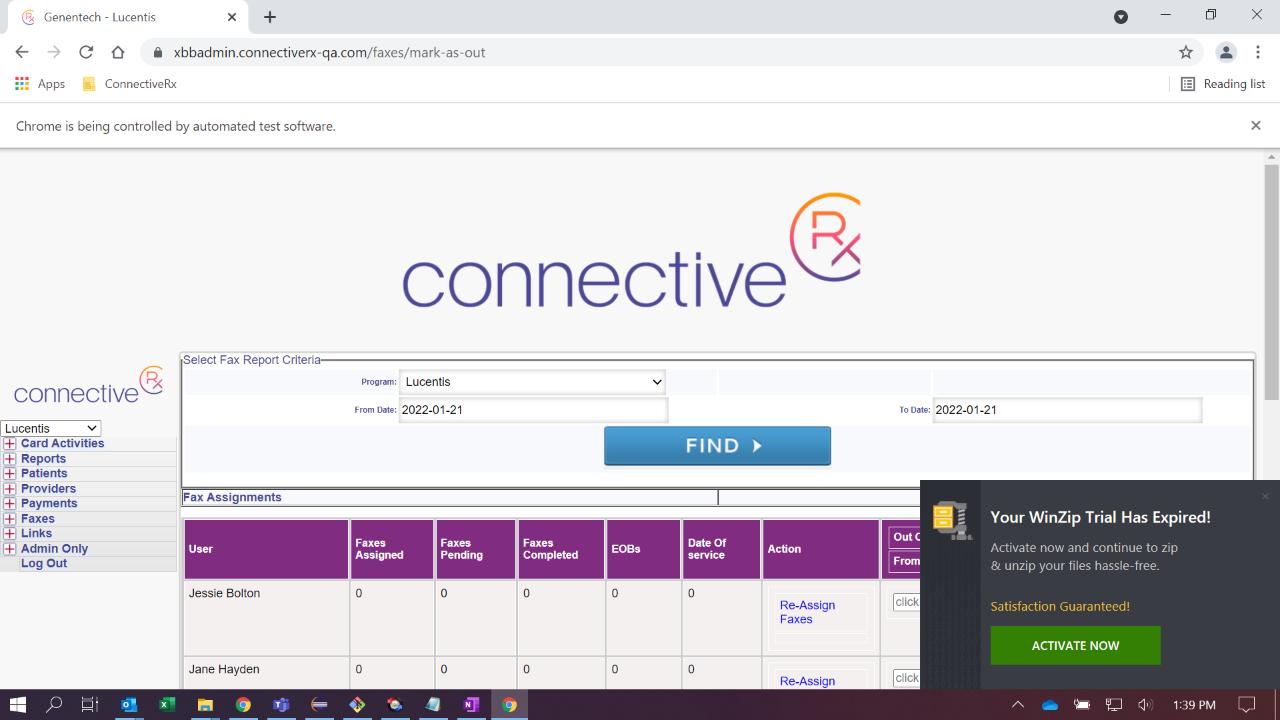 Genentech - Lucentis
xbbadmin.connectiverx-qa.com/faxes/mark-as-out
Apps
ConnectiveRx
Reading list
Chrome is being controlled by automated test software.
connective Rx
connective Rx
Lucentis
Card Activities
Reports
Patients
Providers
Payments
Faxes
Links
Admin Only
Log Out
Select Fax Report Criteria
Program: Lucentis
From Date: 2022-01-21 To Date: 2022-01-21
FIND
Fax Assignments
User Faxes Assigned Faxes Pending Faxes Completed EOBs Date Of service Action
From
Jessie Bolton 0 0 0 0 0 Re-Assign Faxes click
Jane Hayden 0 0 0 0 0 Re-Assign click
Your WinZip Trial Has Expired!
Activate now and continue to zip
& unzip your files hassle-free.
Satisfaction Guaranteed!
ACTIVATE NOW
1:39 PM